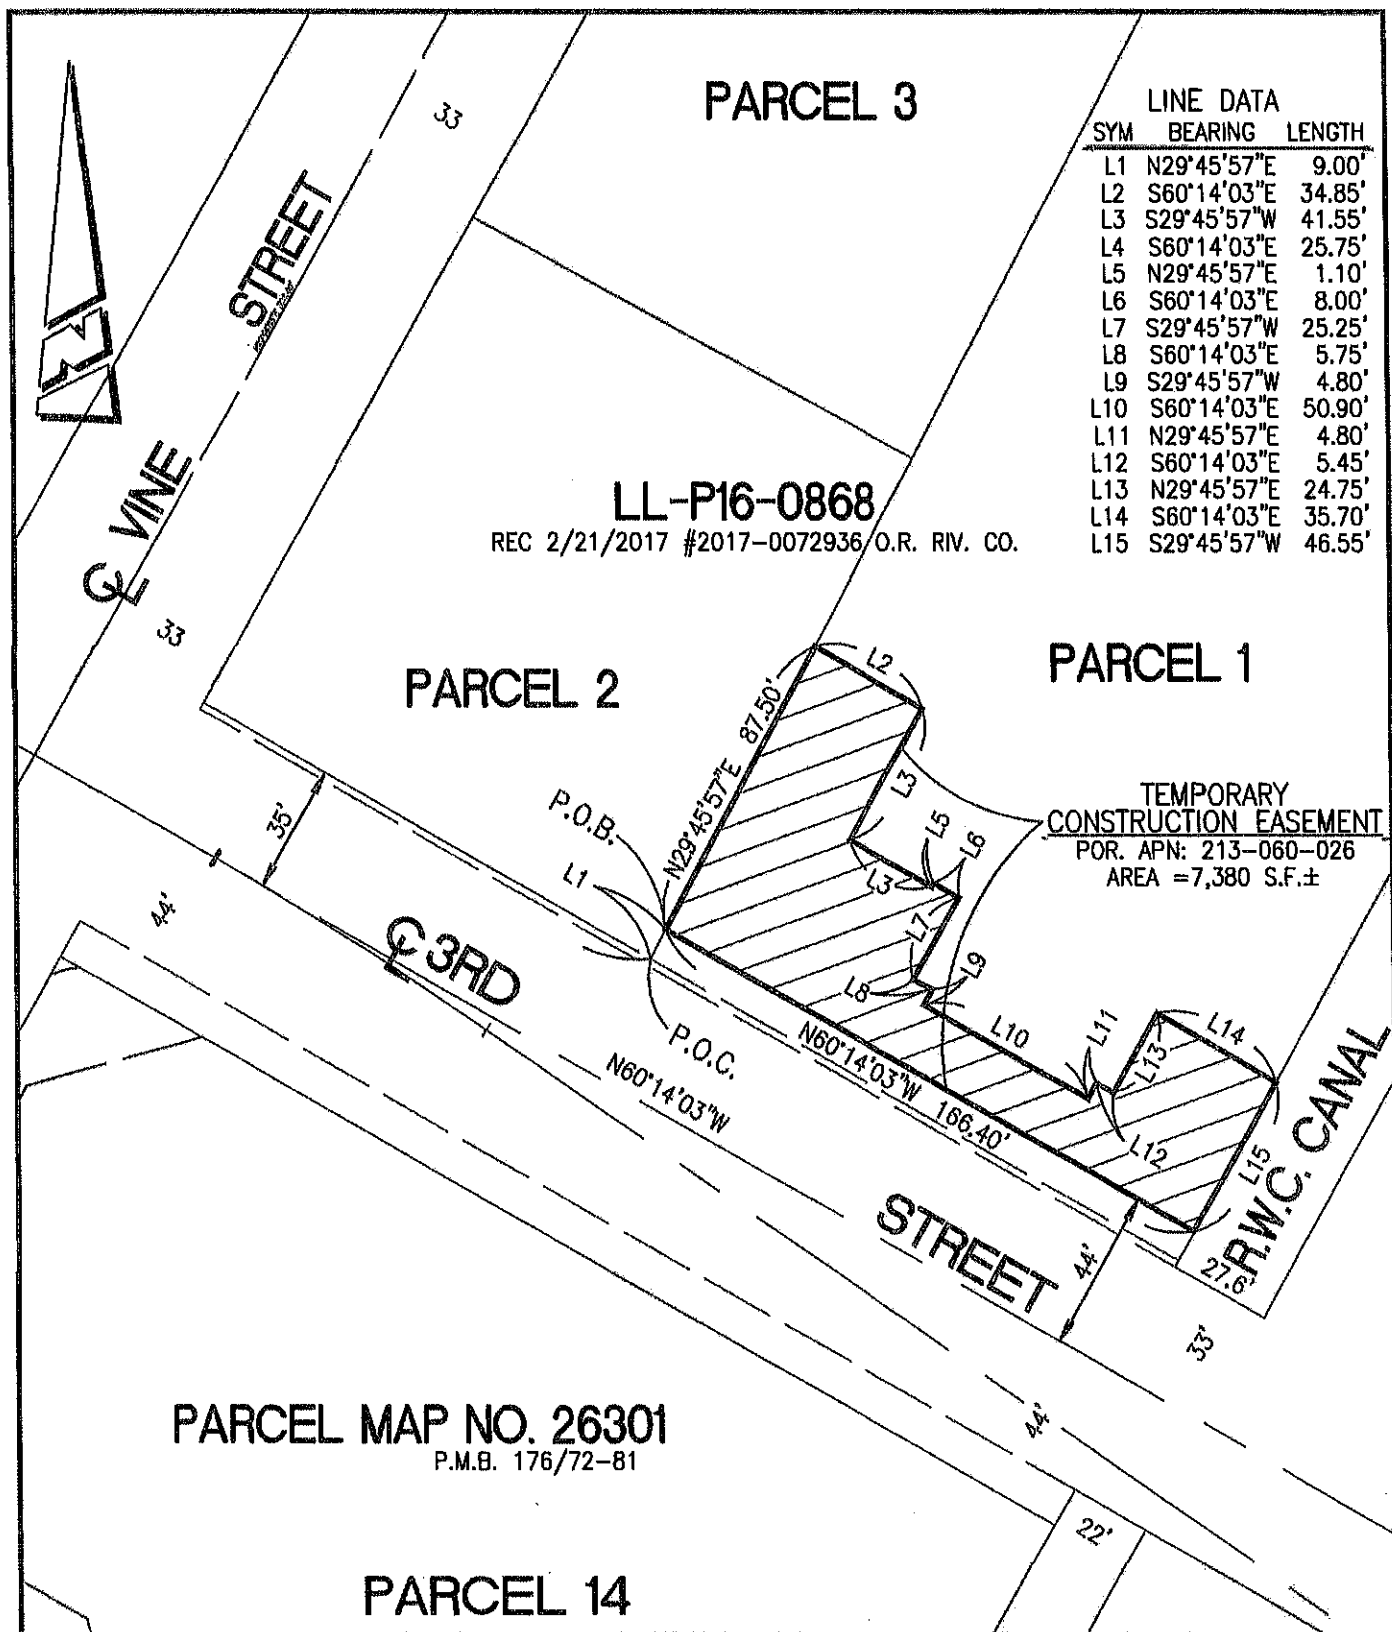 PARCEL 3
LINE DATA
SYM BEARING LENGTH
L1 N29°45'57"E 9.00'
L2 S60°14'03"E 34.85'
L3 S29°45'57"W 41.55'
L4 S60°14'03"E 25.75'
L5 N29°45'57"E 1.10'
L6 S60°14'03"E 8.00'
L7 S29°45'57"W 25.25'
L8 S60°14'03"E 5.75'
L9 S29°45'57"W 4.80'
L10 S60°14'03"E 50.90'
L11 N29°45'57"E 4.80'
L12 S60°14'03"E 5.45'
L13 N29°45'57"E 24.75'
L14 S60°14'03"E 35.70'
L15 S29°45'57"W 46.55'
33
N
STREET
℄ VINE
33
LL-P16-0868
REC 2/21/2017 #2017-0072936 O.R. RIV. CO.
PARCEL 2
PARCEL 1
L2
N29°45'57"E 87.50'
L3
L5
L6
TEMPORARY
CONSTRUCTION EASEMENT
POR. APN: 213-060-026
AREA =7,380 S.F.±
P.O.B.
35'
L1
L3
L7
44'
℄ 3RD
L8
L9
L10
L11
L13
L14
P.O.C.
N60°14'03"W
N60°14'03"W 166.40'
L12
L15
R.W.C. CANAL
STREET
44'
27.6'
33'
44'
PARCEL MAP NO. 26301
P.M.B. 176/72-81
22'
44'
PARCEL 14